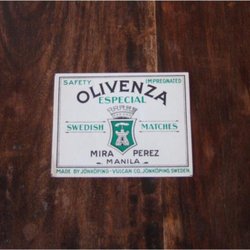 SAFETY IMPREGNATED
OLIVENZA
ESPECIAL
SWEDISH MATCHES
MIRA PEREZ
MANILA
MADE BY JÖNKÖPING-VULCAN CO, JÖNKÖPING, SWEDEN.